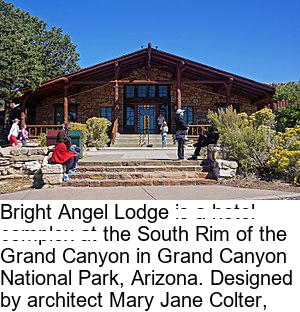 Bright Angel Lodge
the South Rim of the
Grand Canyon in Grand Canyon
National Park, Arizona. Designed
by architect Mary Jane Colter,